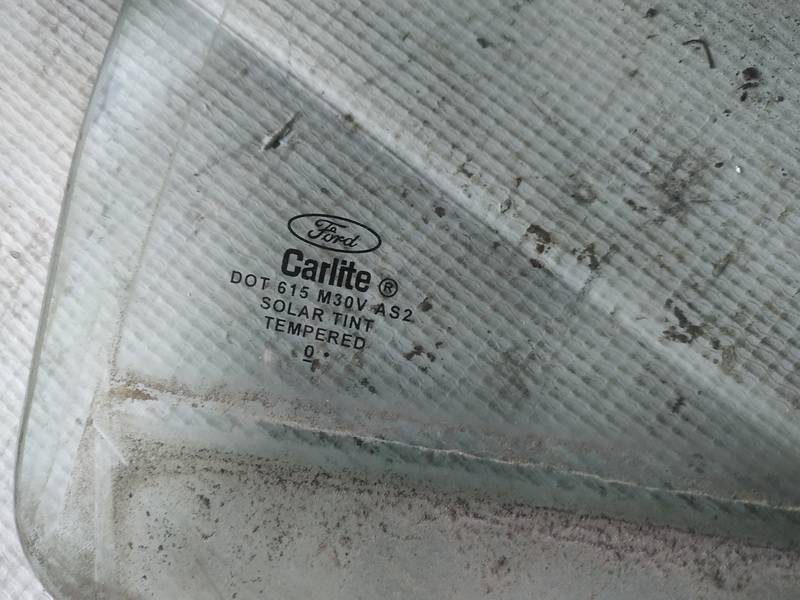 Ford
Carlite ®
DOT 615 M30V AS2
SOLAR TINT
TEMPERED
0